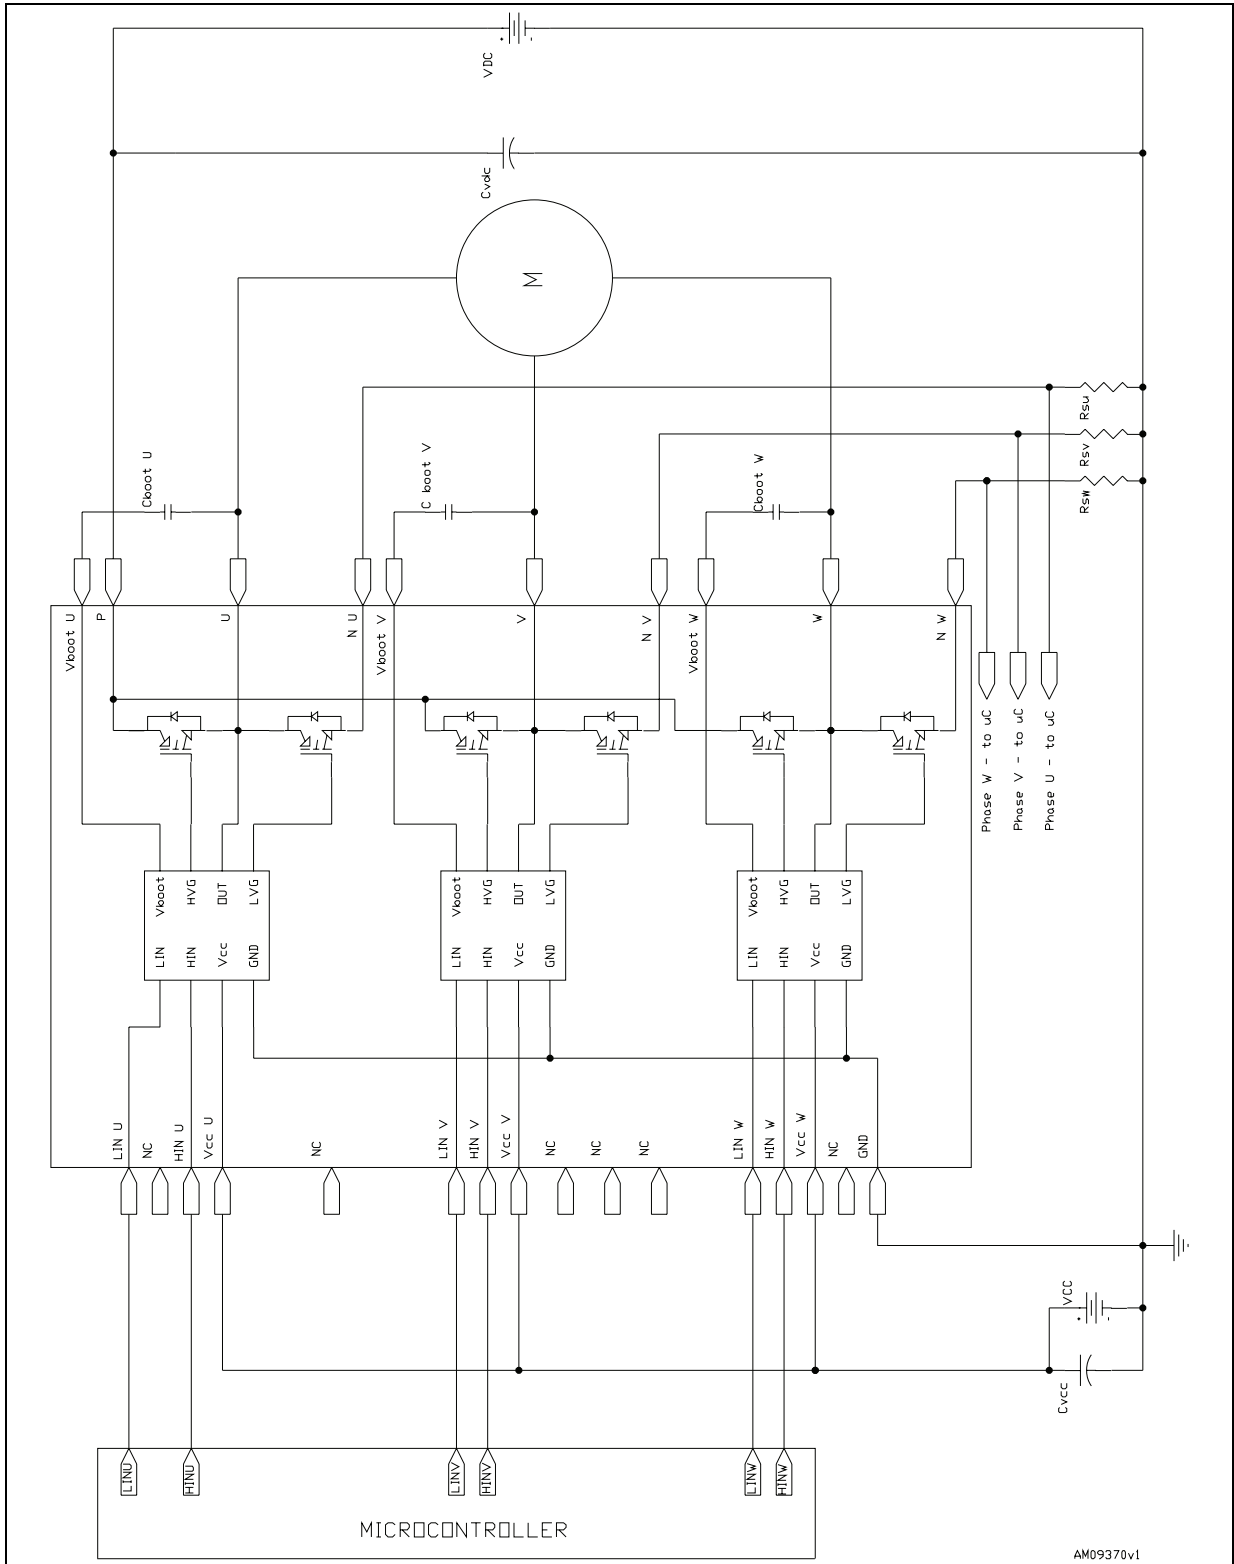 VDC
Cvdc
M
Rsu
Rsv
Rsw
Cboot U
C boot V
Cboot W
Vboot U
P
U
N U
Vboot V
V
N V
Vboot W
W
N W
Phase W - to uC
Phase V - to uC
Phase U - to uC
Vboot
HVG
OUT
LVG
LIN
HIN
Vcc
GND
Vboot
HVG
OUT
LVG
LIN
HIN
Vcc
GND
Vboot
HVG
OUT
LVG
LIN
HIN
Vcc
GND
LIN U
NC
HIN U
Vcc U
NC
LIN V
HIN V
Vcc V
NC
NC
NC
LIN W
HIN W
Vcc W
NC
GND
VCC
Cvcc
LINU
HINU
LINV
HINV
LINW
HINW
MICROCONTROLLER
AM09370v1